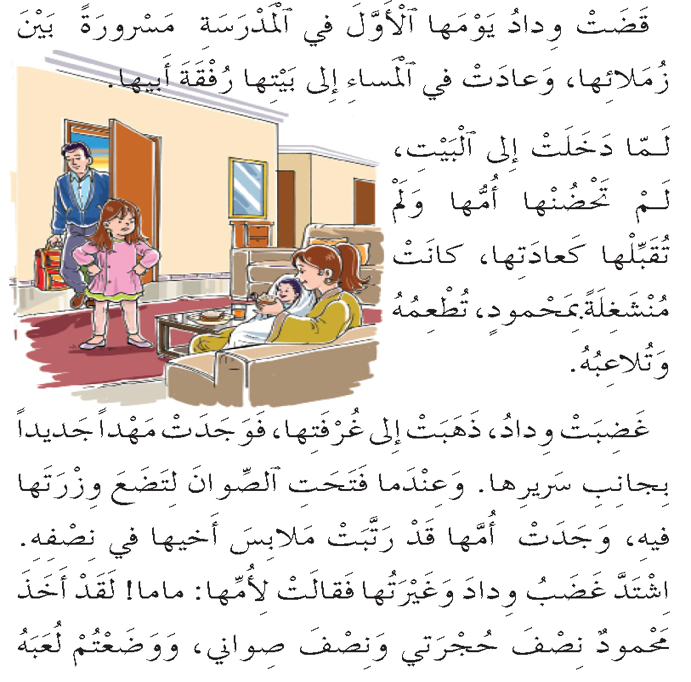 قَضَتْ وِدادُ يَوْمَها ٱلْأَوَّلَ في ٱلْمَدْرَسَةِ مَسْرورَةً بَيْنَ
زُمَلائِها، وَعادَتْ في ٱلْمَساءِ إِلى بَيْتِها رُفْقَةَ أَبيها.
لَـمّا دَخَلَتْ إِلى ٱلْبَيْتِ،
لَـمْ تَحْضُنْها أُمُّها وَلَمْ
تُقَبِّلْها كَعادَتِها، كانَتْ
مُنْشَغِلَةً بِمَحْمودٍ، تُطْعِمُهُ
وَتُلاعِبُهُ.
غَضِبَتْ وِدادُ، ذَهَبَتْ إِلى غُرْفَتِها، فَوَجَدَتْ مَهْداً جَديداً
بِجانِبِ سَريرِها. وَعِنْدَما فَتَحَتِ ٱلصِّوانَ لِتَضَعَ وِزْرَتَها
فيهِ، وَجَدَتْ أُمَّها قَدْ رَتَّبَتْ مَلابِسَ أَخيها في نِصْفِهِ.
اِشْتَدَّ غَضَبُ وِدادَ وَغَيْرَتُها فَقالَتْ لِأُمِّها: ماما! لَقَدْ أَخَذَ
مَحْمودٌ نِصْفَ حُجْرَتي وَنِصْفَ صِواني، وَوَضَعْتُمْ لُعَبَهُ